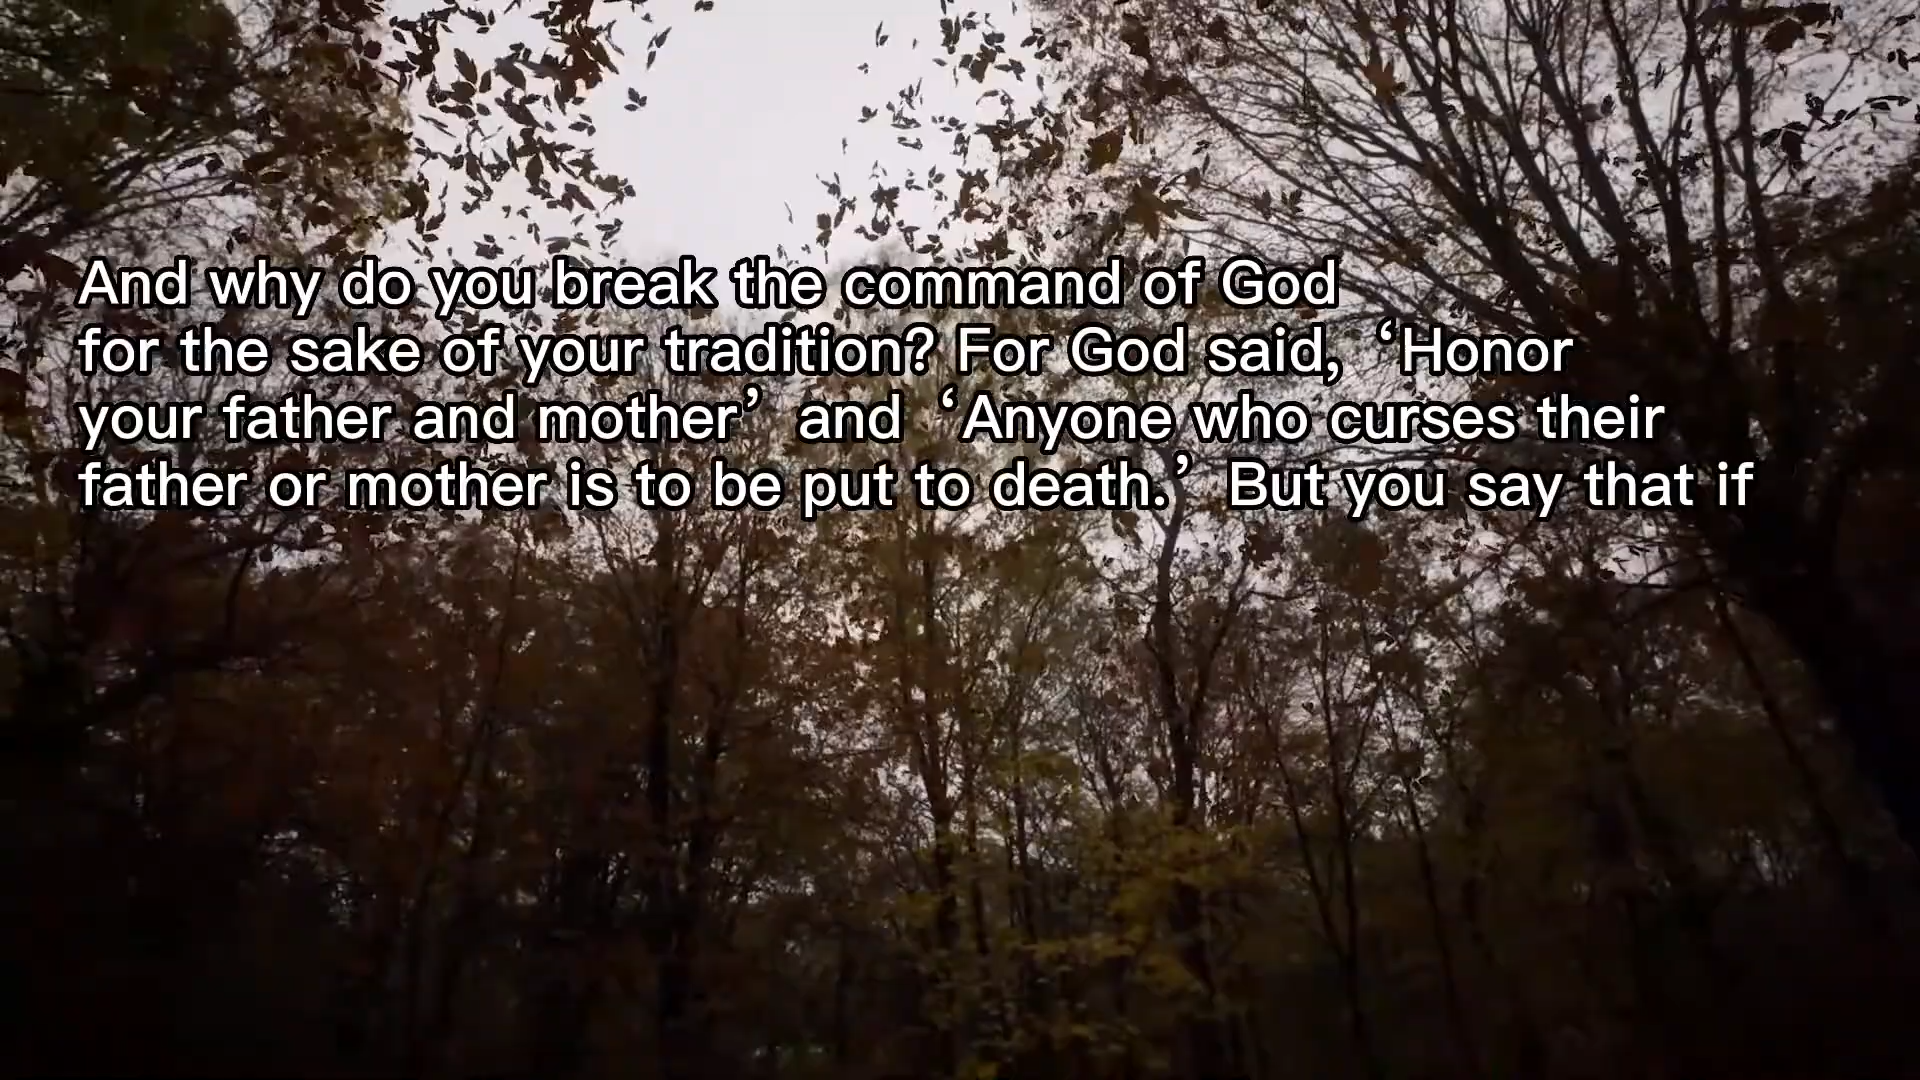 And why do you break the command of God
for the sake of your tradition? For God said, ‘Honor
your father and mother’ and ‘Anyone who curses their
father or mother is to be put to death.’ But you say that if